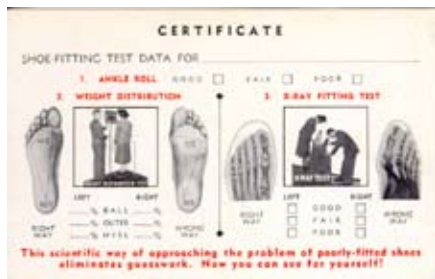 CERTIFICATE
SHOE-FITTING TEST DATA FOR
1. ANKLE ROLL GOOD FAIR POOR
2. WEIGHT DISTRIBUTION
3. X-RAY FITTING TEST
LEFT RIGHT
% BALL %
% OUTER %
% HEEL %
RIGHT WAY
WRONG WAY
X-RAY TEST
LEFT RIGHT
GOOD
FAIR
POOR
RIGHT WAY
WRONG WAY
This scientific way of approaching the problem of poorly-fitted shoes
eliminates guesswork. Now you can see for yourself!